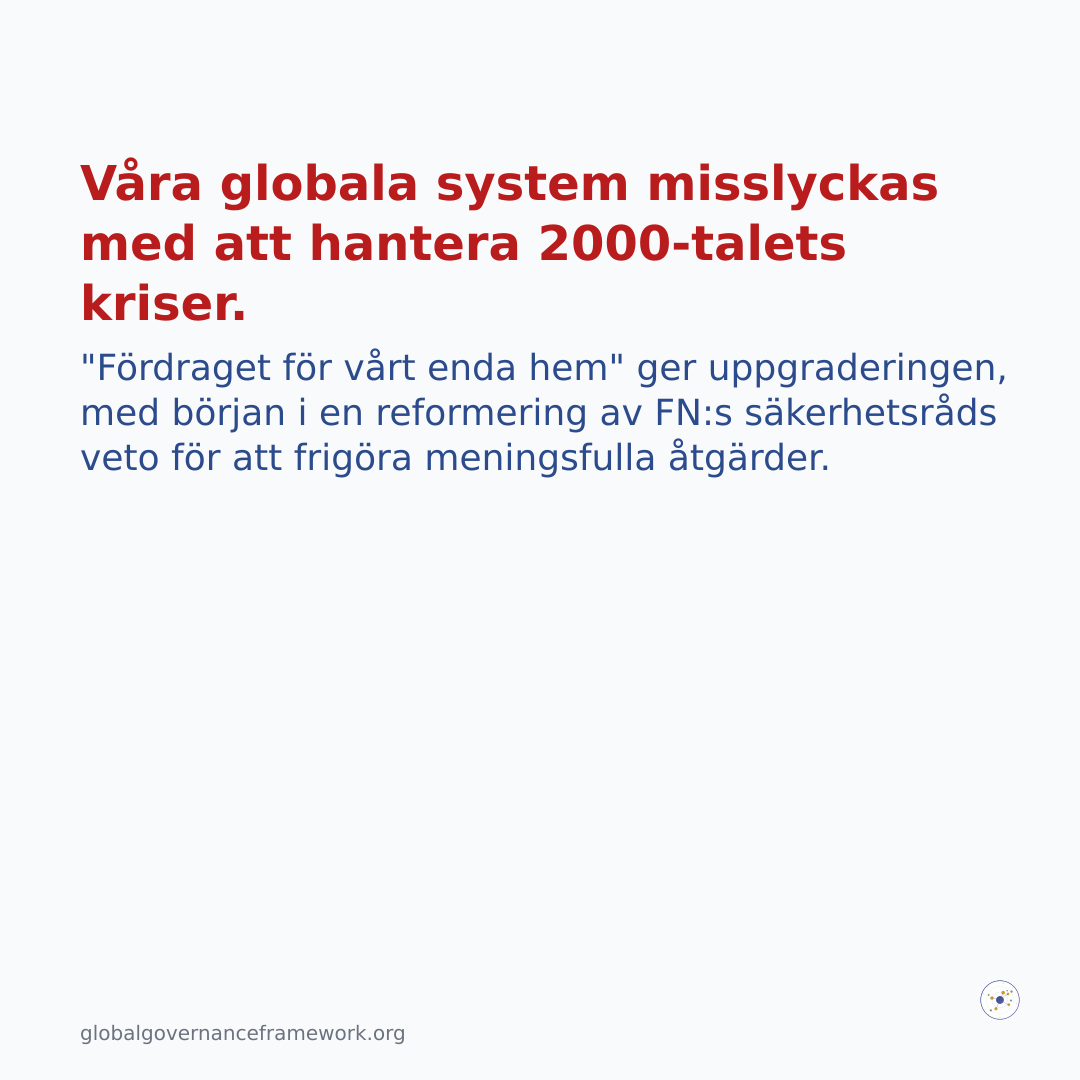 Våra globala system misslyckas
med att hantera 2000-talets
kriser.
"Fördraget för vårt enda hem" ger uppgraderingen,
med början i en reformering av FN:s säkerhetsråds
veto för att frigöra meningsfulla åtgärder.
globalgovernanceframework.org